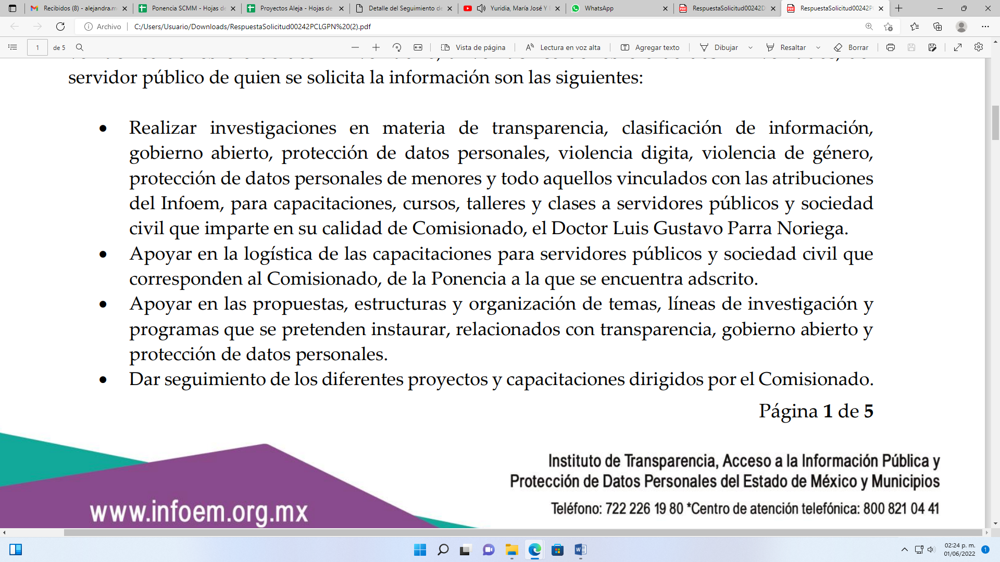 Recibidos (8) - alejandra.m
Ponencia SCMM - Hojas de
Proyectos Aleja - Hojas de
Detalle del Seguimiento de
Yuridia, María José Y
WhatsApp
RespuestaSolicitud00242D
RespuestaSolicitud00242P
Archivo
C:/Users/Usuario/Downloads/RespuestaSolicitud00242PCLGPN%20(2).pdf
1 de 5
Vista de página
Lectura en voz alta
Agregar texto
Dibujar
Resaltar
Borrar
servidor público de quien se solicita la información son las siguientes:
• Realizar investigaciones en materia de transparencia, clasificación de información,
gobierno abierto, protección de datos personales, violencia digita, violencia de género,
protección de datos personales de menores y todo aquellos vinculados con las atribuciones
del Infoem, para capacitaciones, cursos, talleres y clases a servidores públicos y sociedad
civil que imparte en su calidad de Comisionado, el Doctor Luis Gustavo Parra Noriega.
• Apoyar en la logística de las capacitaciones para servidores públicos y sociedad civil que
corresponden al Comisionado, de la Ponencia a la que se encuentra adscrito.
• Apoyar en las propuestas, estructuras y organización de temas, líneas de investigación y
programas que se pretenden instaurar, relacionados con transparencia, gobierno abierto y
protección de datos personales.
• Dar seguimiento de los diferentes proyectos y capacitaciones dirigidos por el Comisionado.
Página 1 de 5
Instituto de Transparencia, Acceso a la Información Pública y
Protección de Datos Personales del Estado de México y Municipios
Teléfono: 722 226 19 80 *Centro de atención telefónica: 800 821 04 41
www.infoem.org.mx
02:24 p. m.
01/06/2022
1